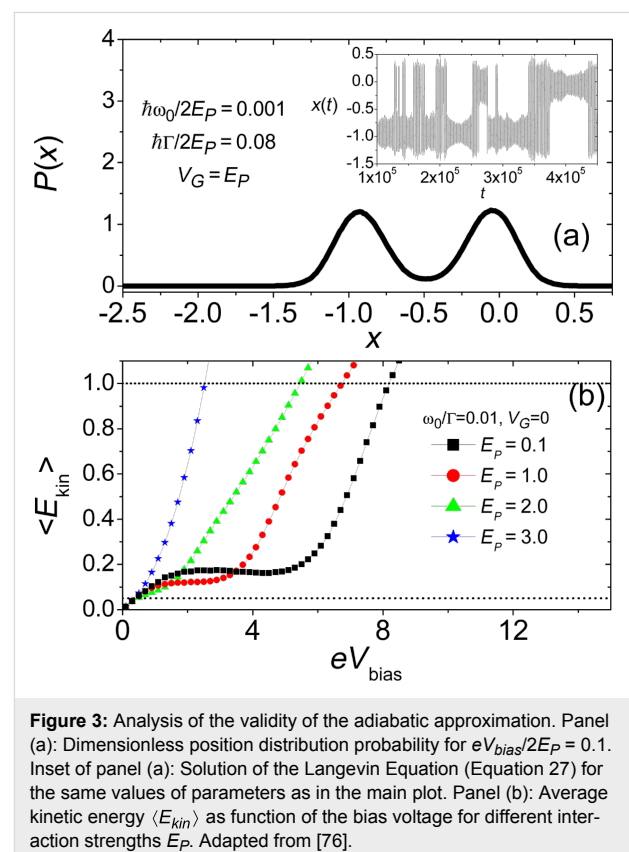 4
3
2
1
0
P(x)
ħω0/2EP = 0.001
ħΓ/2EP = 0.08
VG = EP
0.5
0.0
-0.5
-1.0
-1.5
x(t)
1x10^5 2x10^5 3x10^5 4x10^5
t
(a)
-2.5 -2.0 -1.5 -1.0 -0.5 0.0 0.5
x
1.0
0.8
0.6
0.4
0.2
0.0
<Ekin>
(b)
ω0/Γ=0.01, VG=0
EP = 0.1
EP = 1.0
EP = 2.0
EP = 3.0
0 4 8 12
eVbias
Figure 3: Analysis of the validity of the adiabatic approximation. Panel
(a): Dimensionless position distribution probability for eVbias/2EP = 0.1.
Inset of panel (a): Solution of the Langevin Equation (Equation 27) for
the same values of parameters as in the main plot. Panel (b): Average
kinetic energy ⟨Ekin⟩ as function of the bias voltage for different inter-
action strengths EP. Adapted from [76].